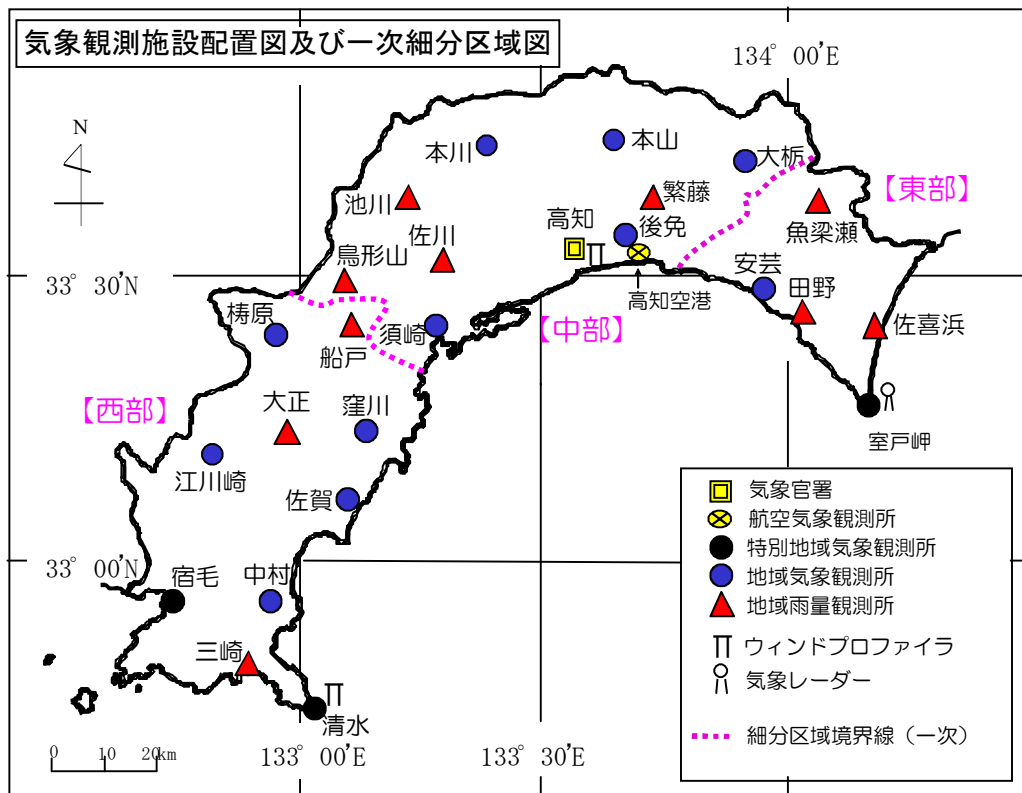 気象観測施設配置図及び一次細分区域図
134° 00′E
N
本川
本山
大栃
【東部】
池川
繁藤
魚梁瀬
佐川
高知
後免
鳥形山
安芸
33° 30′N
高知空港
田野
梼原
須崎
【中部】
佐喜浜
船戸
【西部】
大正
窪川
室戸岬
江川崎
佐賀
33° 00′N
宿毛
中村
三崎
清水
0 10 20km
133° 00′E
133° 30′E
気象官署
航空気象観測所
特別地域気象観測所
地域気象観測所
地域雨量観測所
ウィンドプロファイラ
気象レーダー
細分区域境界線（一次）